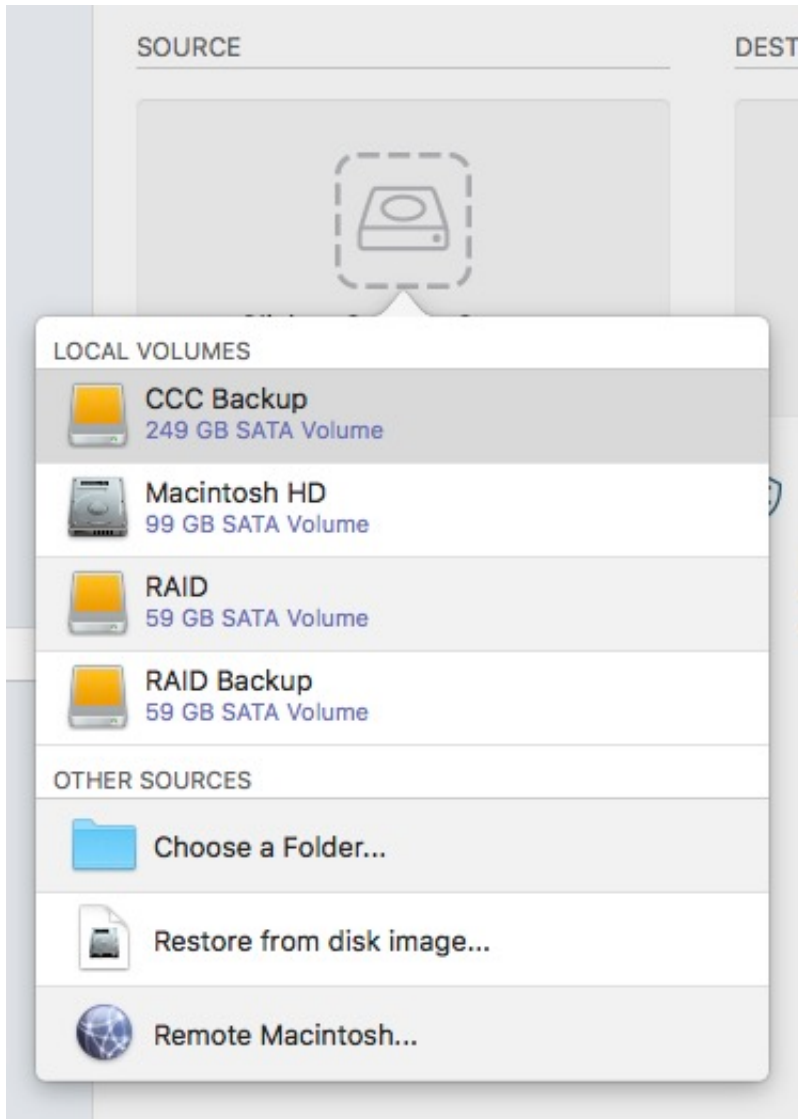 SOURCE
DEST
LOCAL VOLUMES
CCC Backup
249 GB SATA Volume
Macintosh HD
99 GB SATA Volume
RAID
59 GB SATA Volume
RAID Backup
59 GB SATA Volume
OTHER SOURCES
Choose a Folder...
Restore from disk image...
Remote Macintosh...